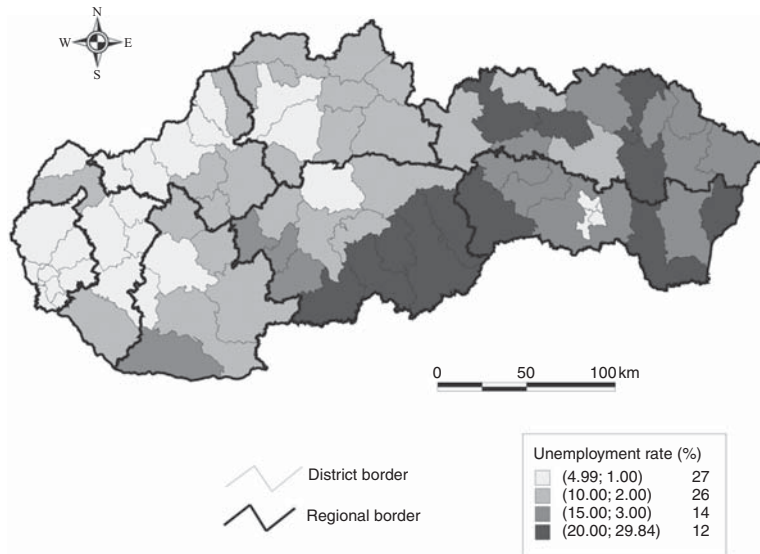 N
W E
S
0 50 100 km
District border
Regional border
Unemployment rate (%)
(4.99; 1.00) 27
(10.00; 2.00) 26
(15.00; 3.00) 14
(20.00; 29.84) 12